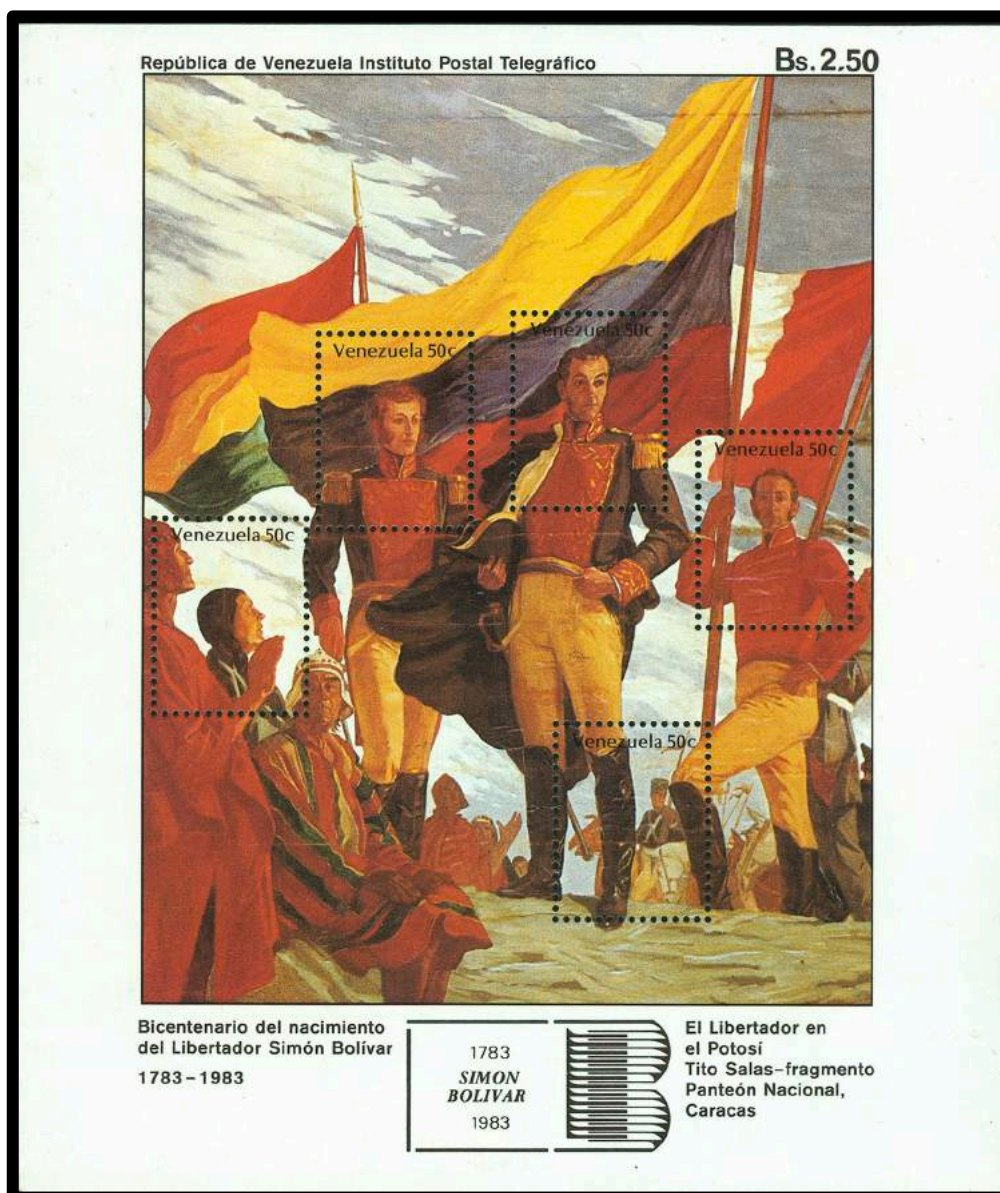 República de Venezuela Instituto Postal Telegráfico
Bs. 2.50
Venezuela 50c
Venezuela 50c
Venezuela 50c
Venezuela 50c
Venezuela 50c
Bicentenario del nacimiento
del Libertador Simón Bolívar
1783-1983
1783
SIMON
BOLIVAR
1983
El Libertador en
el Potosí
Tito Salas-fragmento
Panteón Nacional,
Caracas